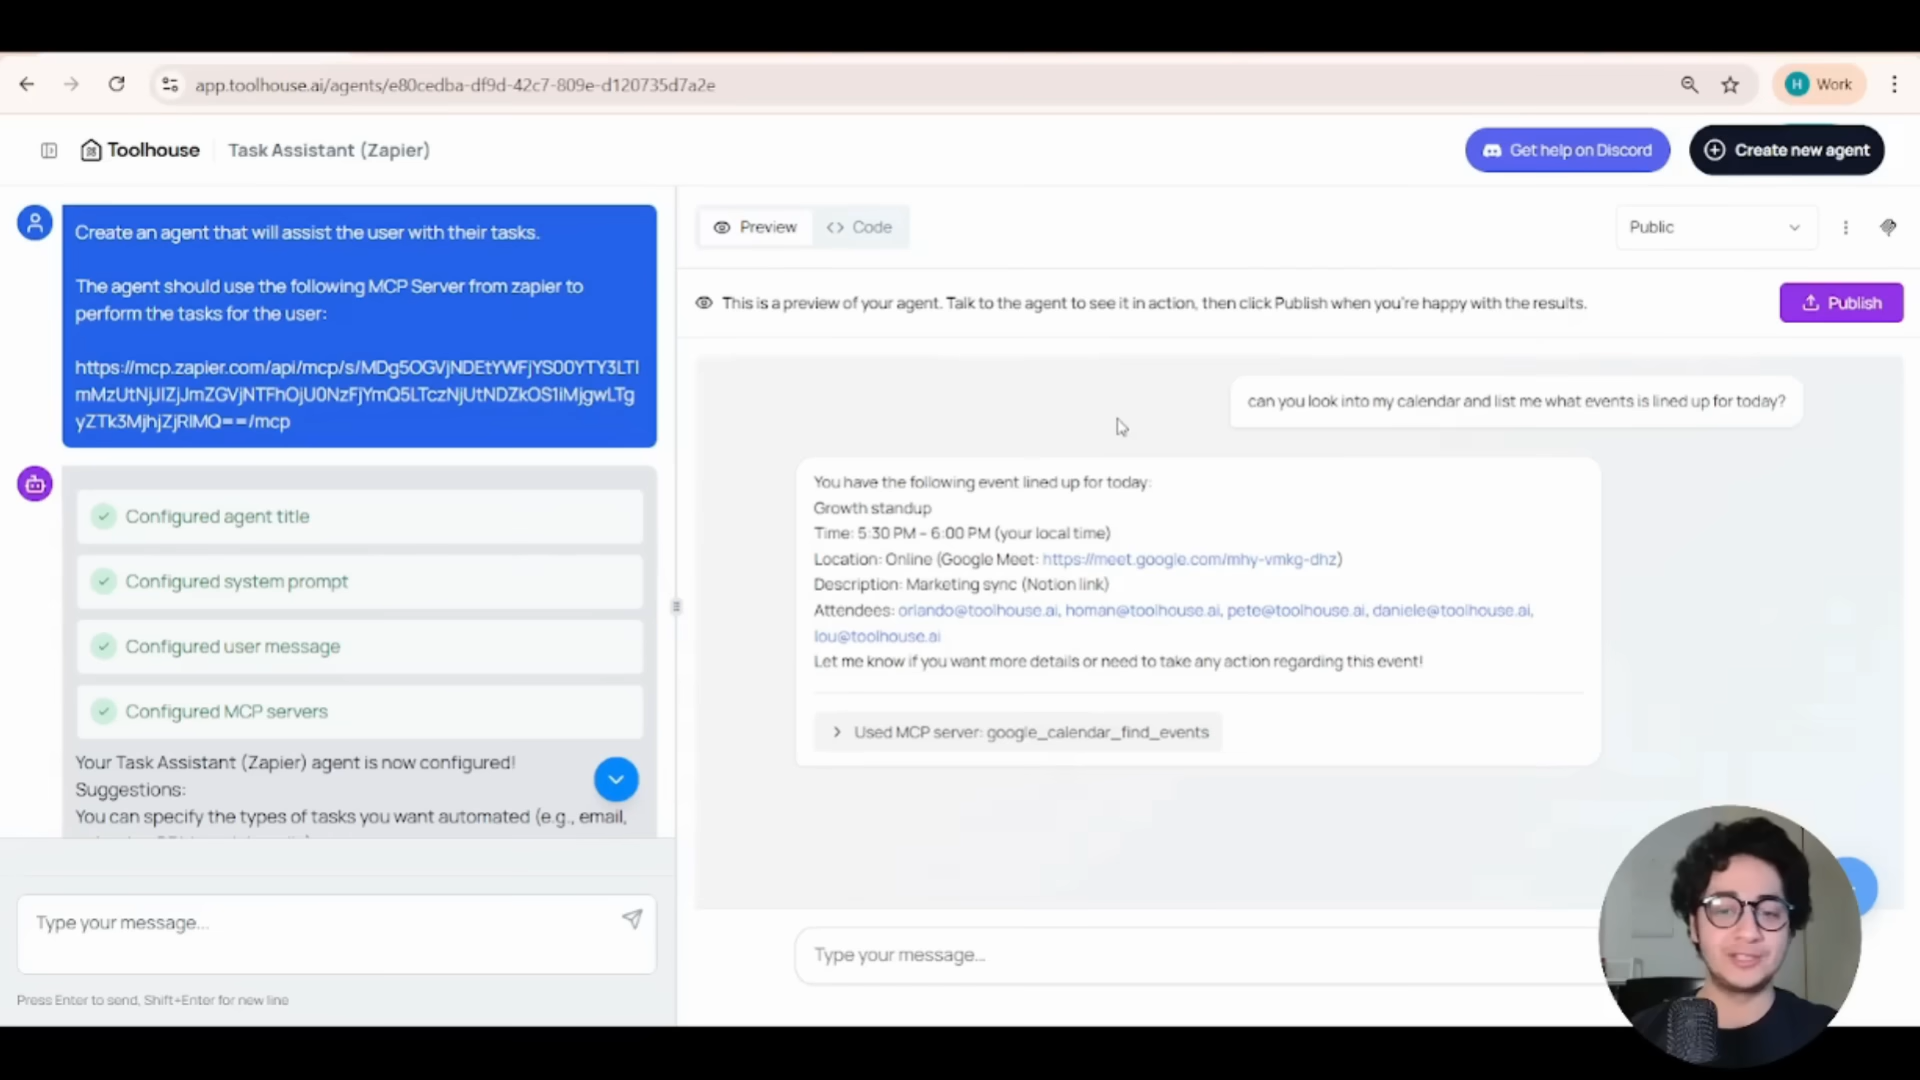 app.toolhouse.ai/agents/e80cedba-df9d-42c7-809e-d120735d7a2e
H Work
Toolhouse
Task Assistant (Zapier)
Get help on Discord
Create new agent
Create an agent that will assist the user with their tasks.
The agent should use the following MCP Server from zapier to
perform the tasks for the user:
Configured agent title
Configured system prompt
Configured user message
Configured MCP servers
Your Task Assistant (Zapier) agent is now configured!
Suggestions:
You can specify the types of tasks you want automated (e.g., email,
Type your message...
Press Enter to send, Shift+Enter for new line
Preview
Code
Public
This is a preview of your agent. Talk to the agent to see it in action, then click Publish when you're happy with the results.
Publish
can you look into my calendar and list me what events is lined up for today?
You have the following event lined up for today:
Growth standup
Time: 5:30 PM – 6:00 PM (your local time)
Location: Online (Google Meet: https://meet.google.com/mhy-vmkg-dhz)
Description: Marketing sync (Notion link)
Attendees: orlando@toolhouse.ai, homan@toolhouse.ai, pete@toolhouse.ai, daniele@toolhouse.ai,
lou@toolhouse.ai
Let me know if you want more details or need to take any action regarding this event!
Used MCP server: google_calendar_find_events
Type your message...